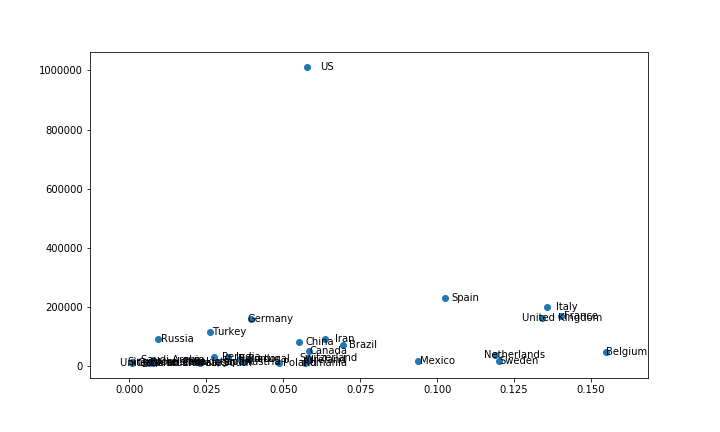 1000000
US
800000
600000
400000
200000
0
Spain
Italy
France
United Kingdom
Germany
Turkey
Russia
China
Iran
Brazil
Canada
Belgium
Netherlands
Mexico
Sweden
Switzerland
Saudi Arabia
Peru
India
Portugal
Austria
Poland
Romania
0.000 0.025 0.050 0.075 0.100 0.125 0.150